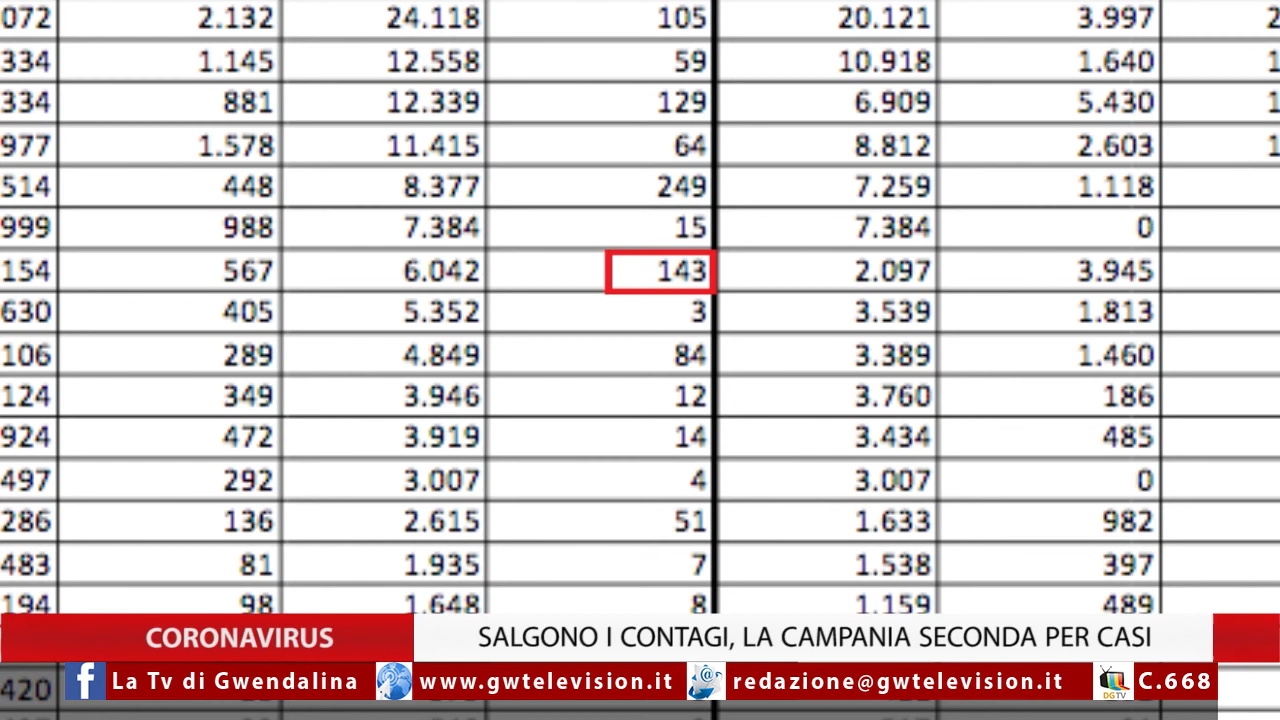 072 2.132 24.118 105 20.121 3.997 2
334 1.145 12.558 59 10.918 1.640 1
334 881 12.339 129 6.909 5.430 1
977 1.578 11.415 64 8.812 2.603 1
514 448 8.377 249 7.259 1.118
999 988 7.384 15 7.384 0
154 567 6.042 143 2.097 3.945
630 405 5.352 3 3.539 1.813
106 289 4.849 84 3.389 1.460
124 349 3.946 12 3.760 186
924 472 3.919 14 3.434 485
497 292 3.007 4 3.007 0
286 136 2.615 51 1.633 982
483 81 1.935 7 1.538 397
194 98 1.648 8 1.159 489
CORONAVIRUS SALGONO I CONTAGI, LA CAMPANIA SECONDA PER CASI
420 La Tv di Gwendalina www.gwtelevision.it redazione@gwtelevision.it DGTV C.668